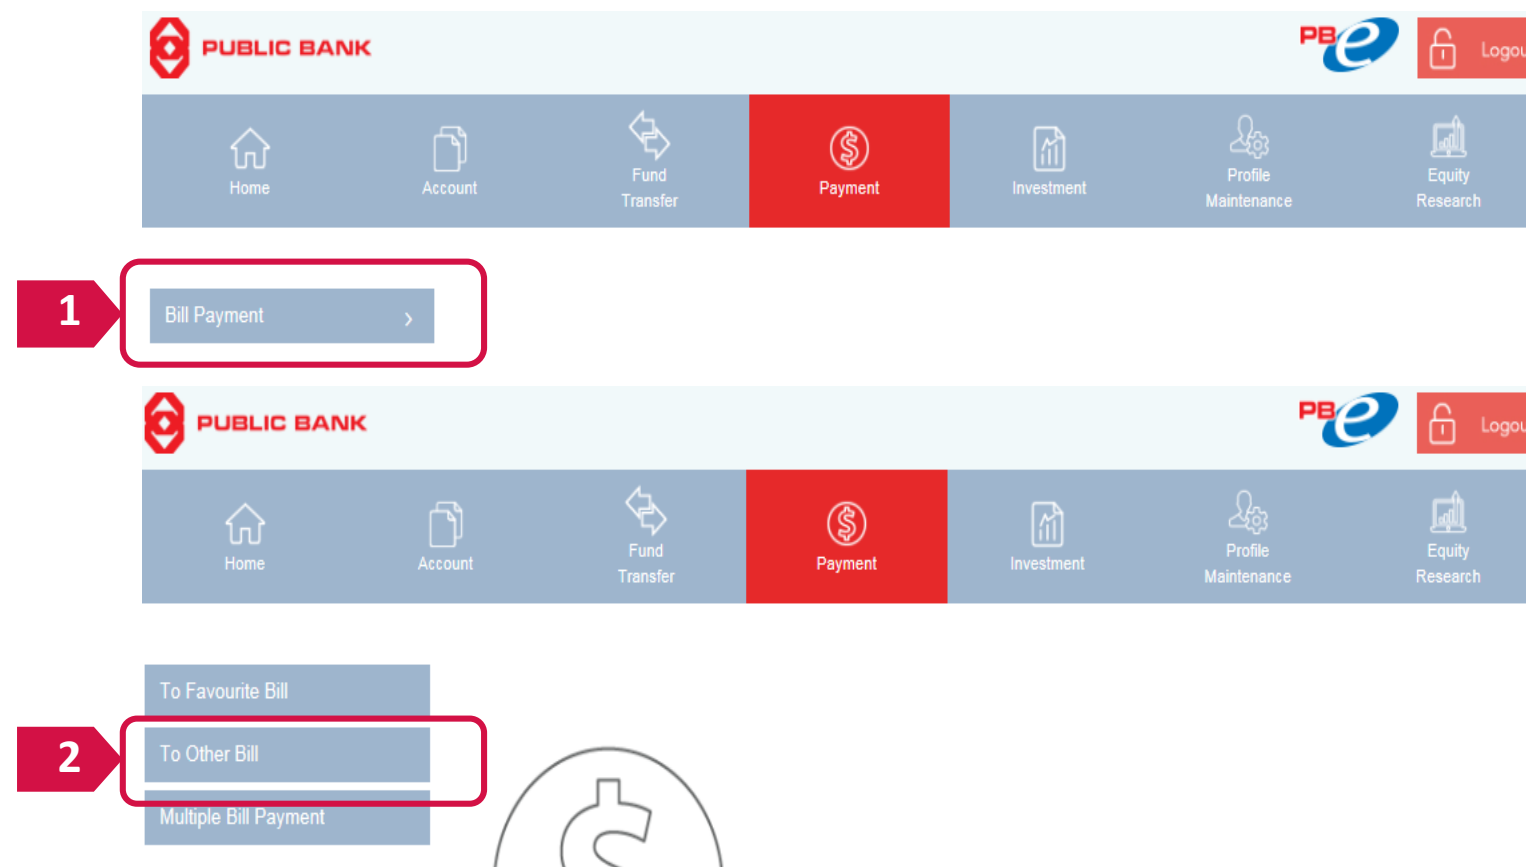 PUBLIC BANK
PBe
Logou
Home
Account
Fund
Transfer
Payment
Investment
Profile
Maintenance
Equity
Research
1
Bill Payment >
PUBLIC BANK
PBe
Logou
Home
Account
Fund
Transfer
Payment
Investment
Profile
Maintenance
Equity
Research
To Favourite Bill
2
To Other Bill
Multiple Bill Payment